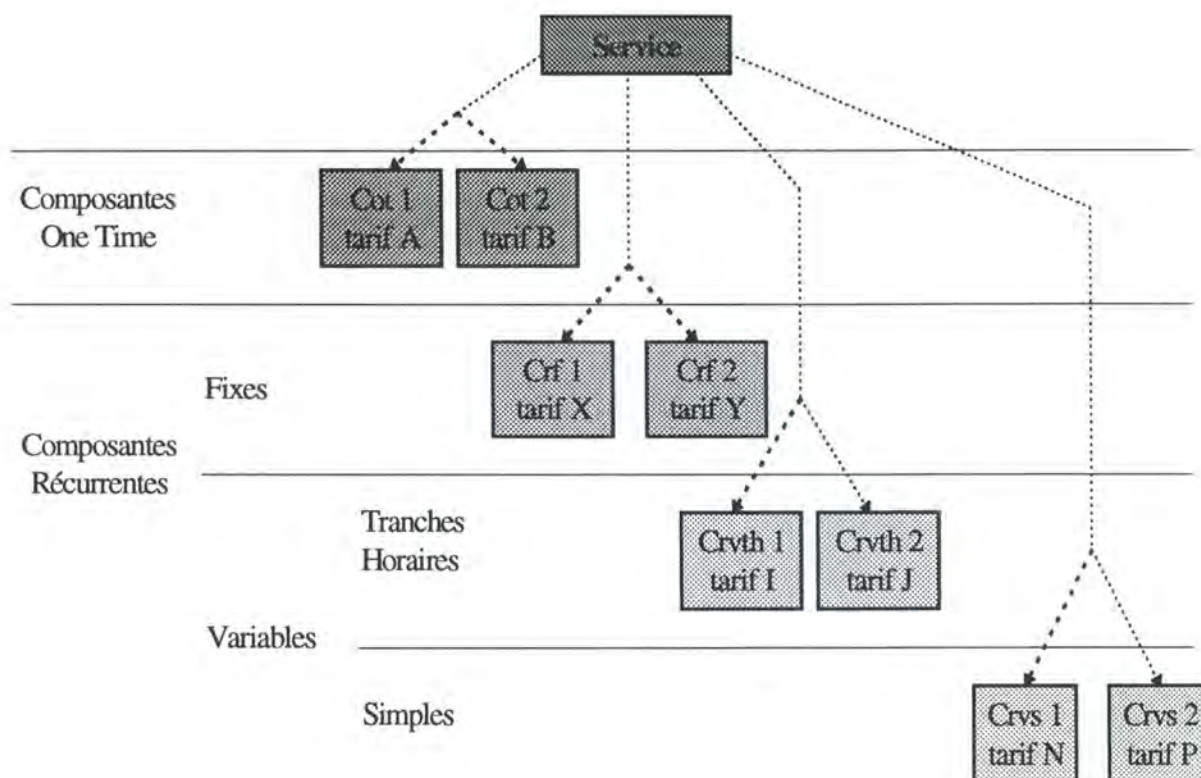 Service
Composantes
One Time
Cot 1
tarif A
Cot 2
tarif B
Fixes
Crf 1
tarif X
Crf 2
tarif Y
Composantes
Récurrentes
Tranches
Horaires
Crvth 1
tarif I
Crvth 2
tarif J
Variables
Simples
Crvs 1
tarif N
Crvs 2
tarif P